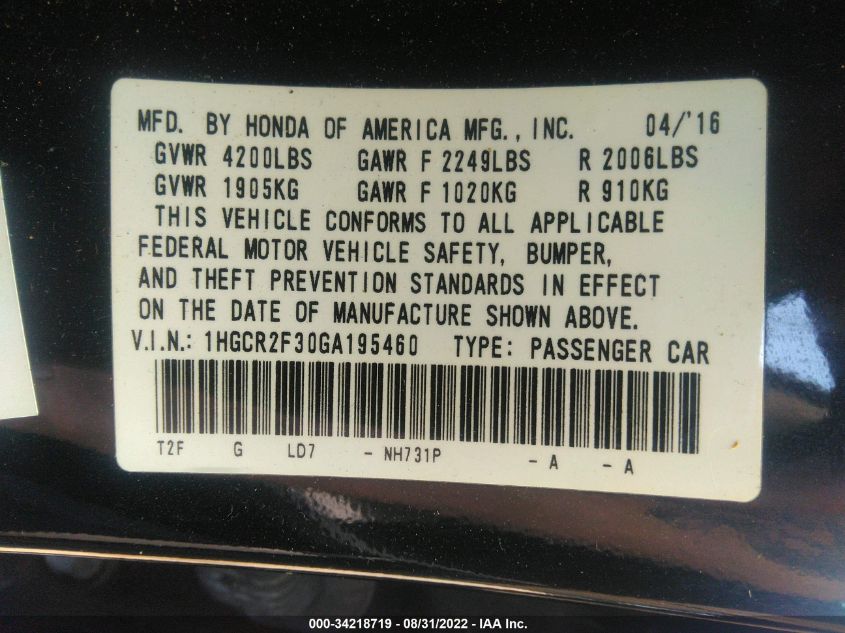 MFD. BY HONDA OF AMERICA MFG., INC. 04/'16
GVWR 4200LBS GAWR F 2249LBS R 2006LBS
GVWR 1905KG GAWR F 1020KG R 910KG
THIS VEHICLE CONFORMS TO ALL APPLICABLE
FEDERAL MOTOR VEHICLE SAFETY, BUMPER,
AND THEFT PREVENTION STANDARDS IN EFFECT
ON THE DATE OF MANUFACTURE SHOWN ABOVE.
V.I.N.: 1HGCR2F30GA195460 TYPE: PASSENGER CAR
T2F G LD7 - NH731P - A - A
000-34218719 - 08/31/2022 - IAA Inc.